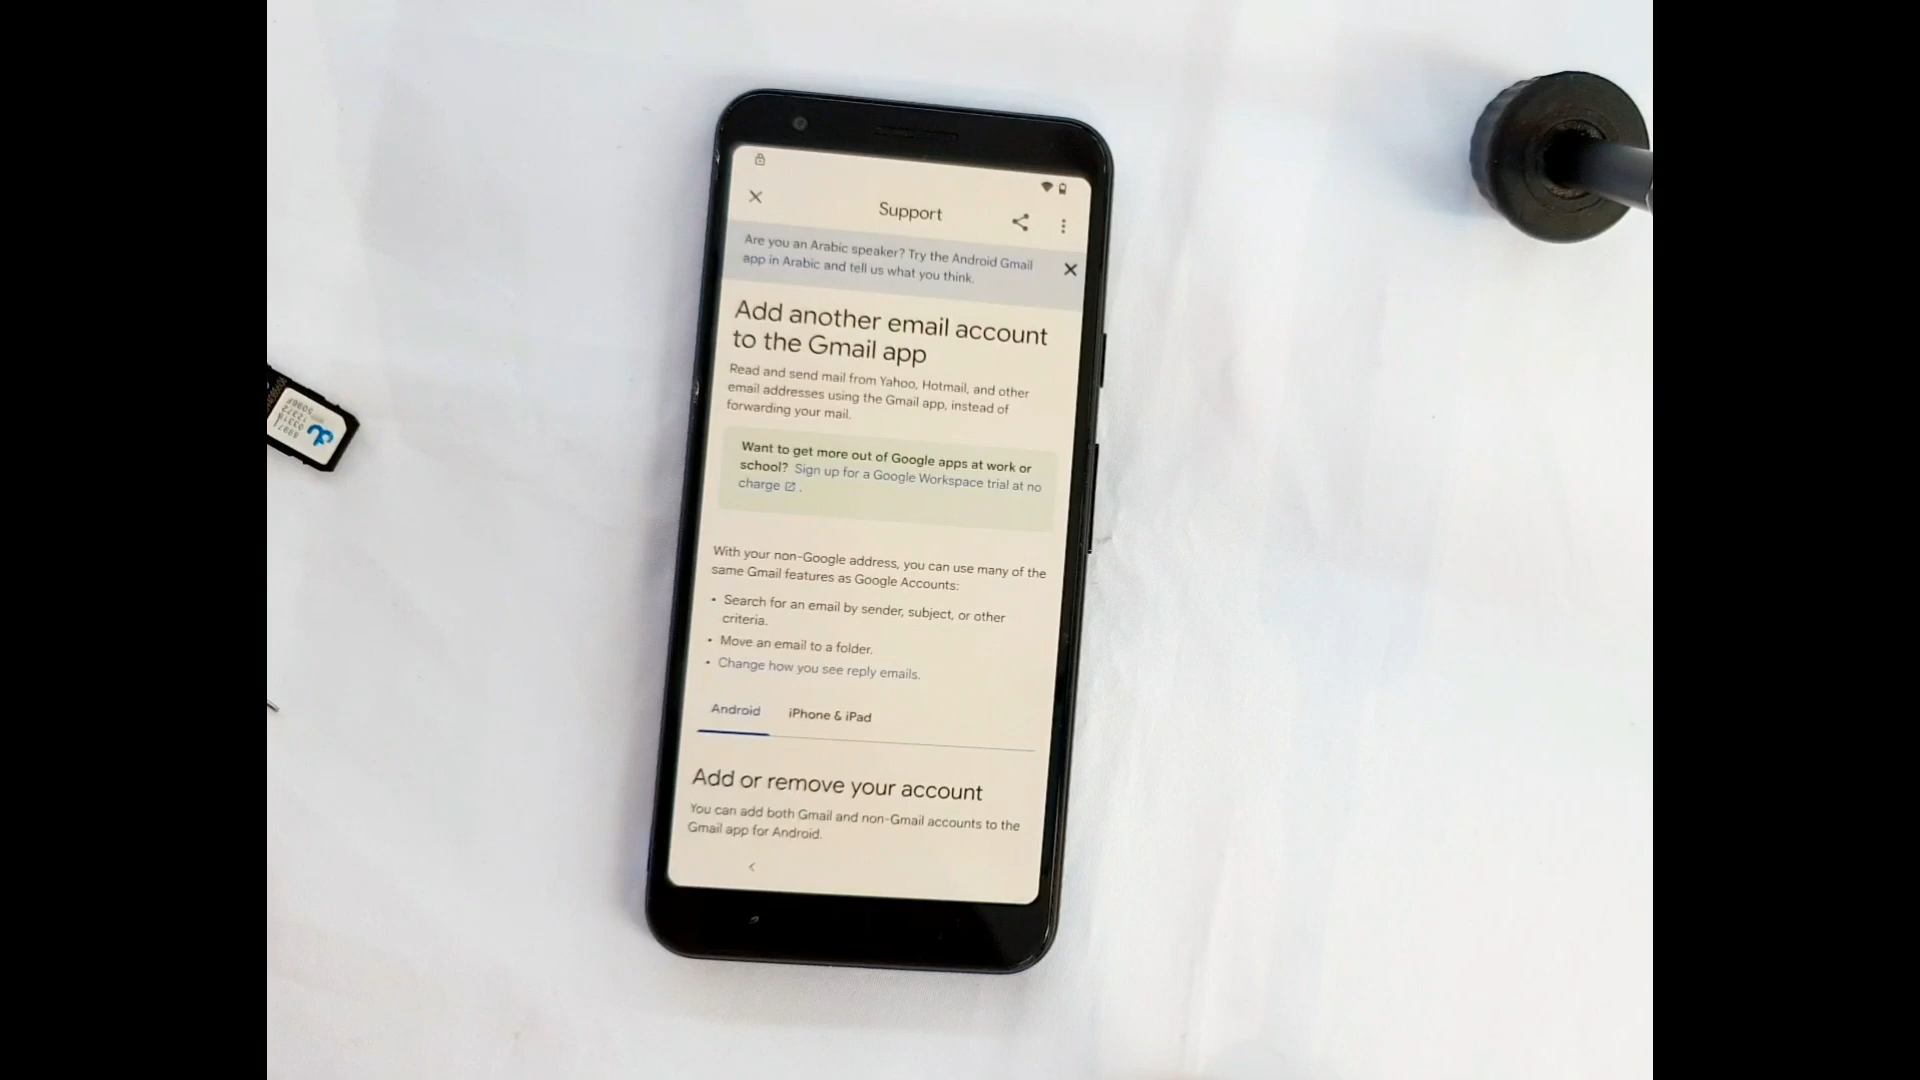 Support
Are you an Arabic speaker? Try the Android Gmail
app in Arabic and tell us what you think.
Add another email account
to the Gmail app
Read and send mail from Yahoo, Hotmail, and other
email addresses using the Gmail app, instead of
forwarding your mail.
Want to get more out of Google apps at work or
school? Sign up for a Google Workspace trial at no
charge .
With your non-Google address, you can use many of the
same Gmail features as Google Accounts:
• Search for an email by sender, subject, or other
criteria.
• Move an email to a folder.
• Change how you see reply emails.
Android iPhone & iPad
Add or remove your account
You can add both Gmail and non-Gmail accounts to the
Gmail app for Android.